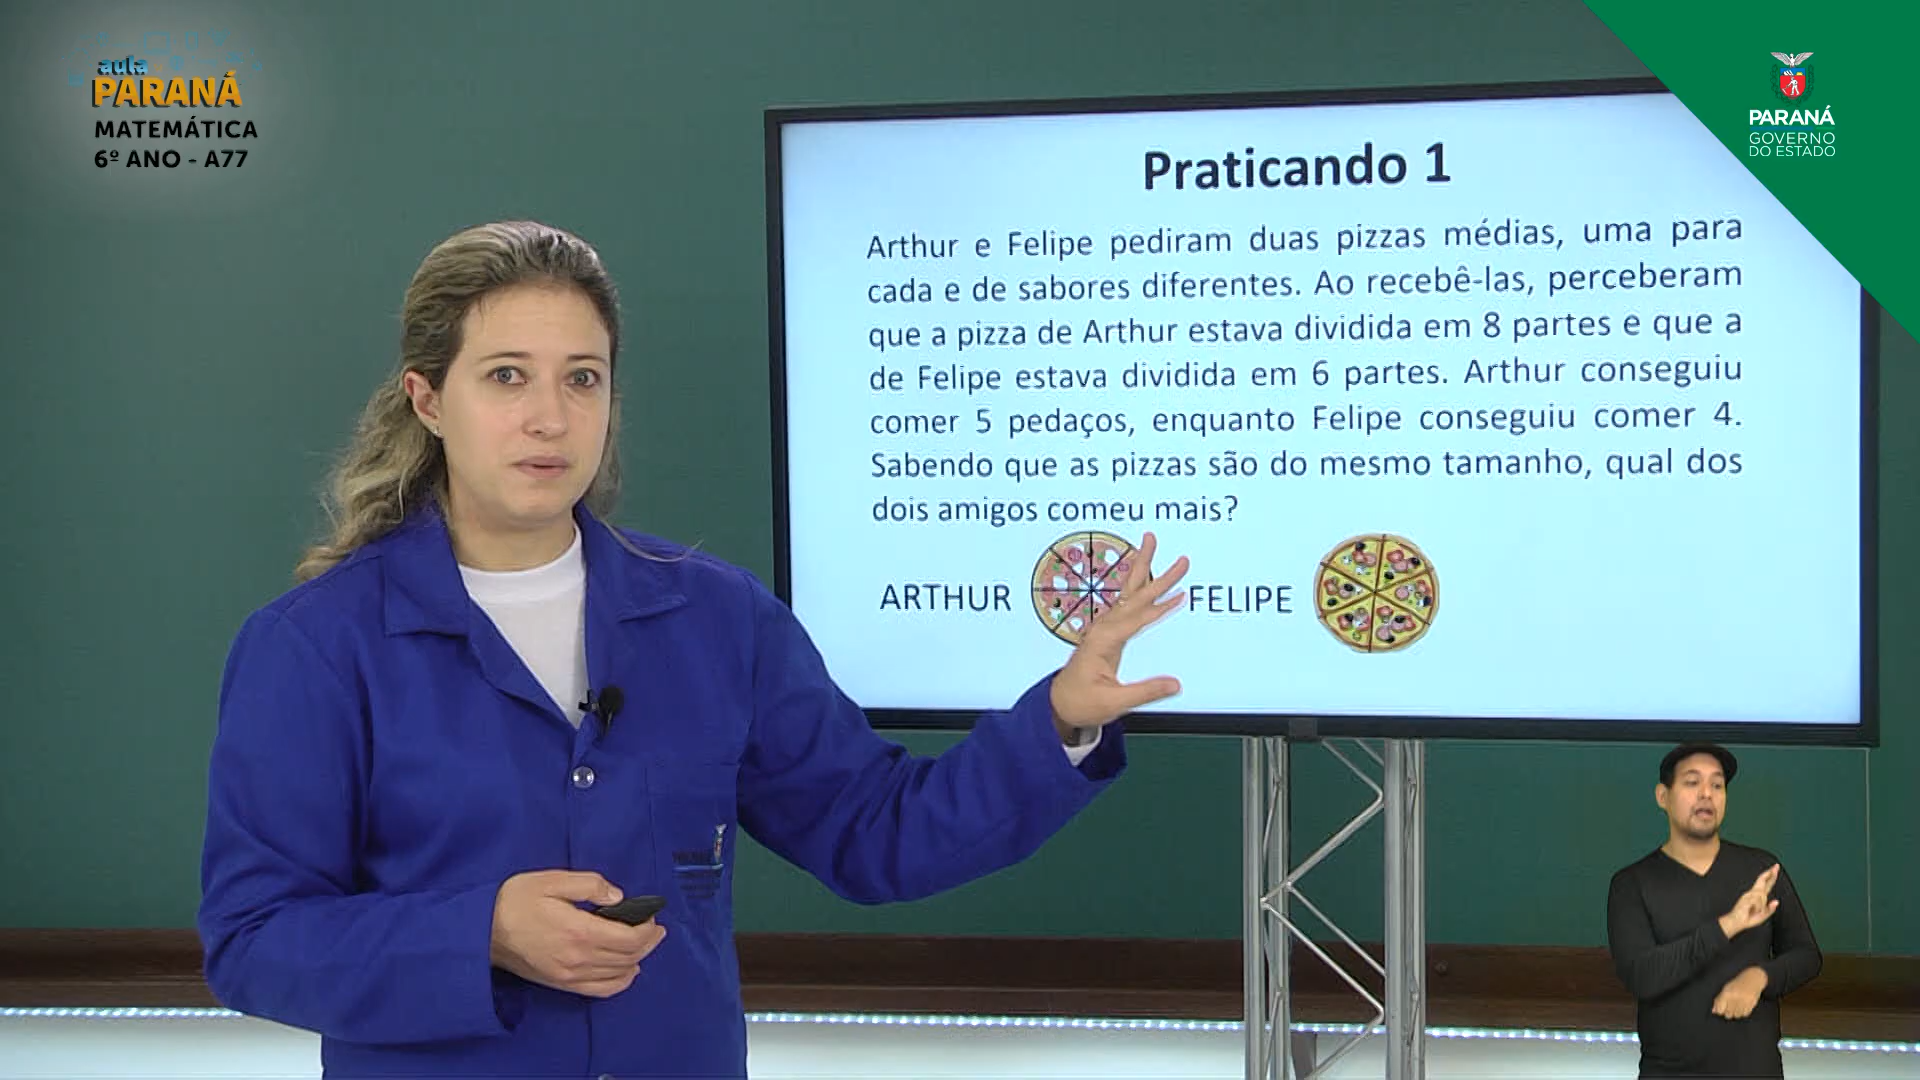 aula
PARANÁ
MATEMÁTICA
6º ANO - A77
PARANÁ
GOVERNO
DO ESTADO
Praticando 1
Arthur e Felipe pediram duas pizzas médias, uma para
cada e de sabores diferentes. Ao recebê-las, perceberam
que a pizza de Arthur estava dividida em 8 partes e que a
de Felipe estava dividida em 6 partes. Arthur conseguiu
comer 5 pedaços, enquanto Felipe conseguiu comer 4.
Sabendo que as pizzas são do mesmo tamanho, qual dos
dois amigos comeu mais?
ARTHUR
FELIPE